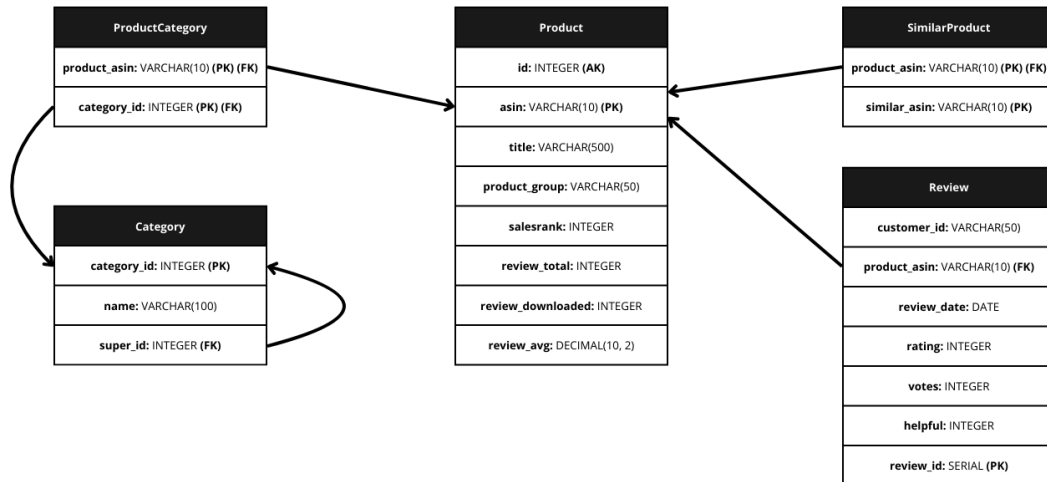 ProductCategory
product_asin: VARCHAR(10) (PK) (FK)
category_id: INTEGER (PK) (FK)
Category
category_id: INTEGER (PK)
name: VARCHAR(100)
super_id: INTEGER (FK)
Product
id: INTEGER (AK)
asin: VARCHAR(10) (PK)
title: VARCHAR(500)
product_group: VARCHAR(50)
salesrank: INTEGER
review_total: INTEGER
review_downloaded: INTEGER
review_avg: DECIMAL(10, 2)
SimilarProduct
product_asin: VARCHAR(10) (PK) (FK)
similar_asin: VARCHAR(10) (PK)
Review
customer_id: VARCHAR(50)
product_asin: VARCHAR(10) (FK)
review_date: DATE
rating: INTEGER
votes: INTEGER
helpful: INTEGER
review_id: SERIAL (PK)